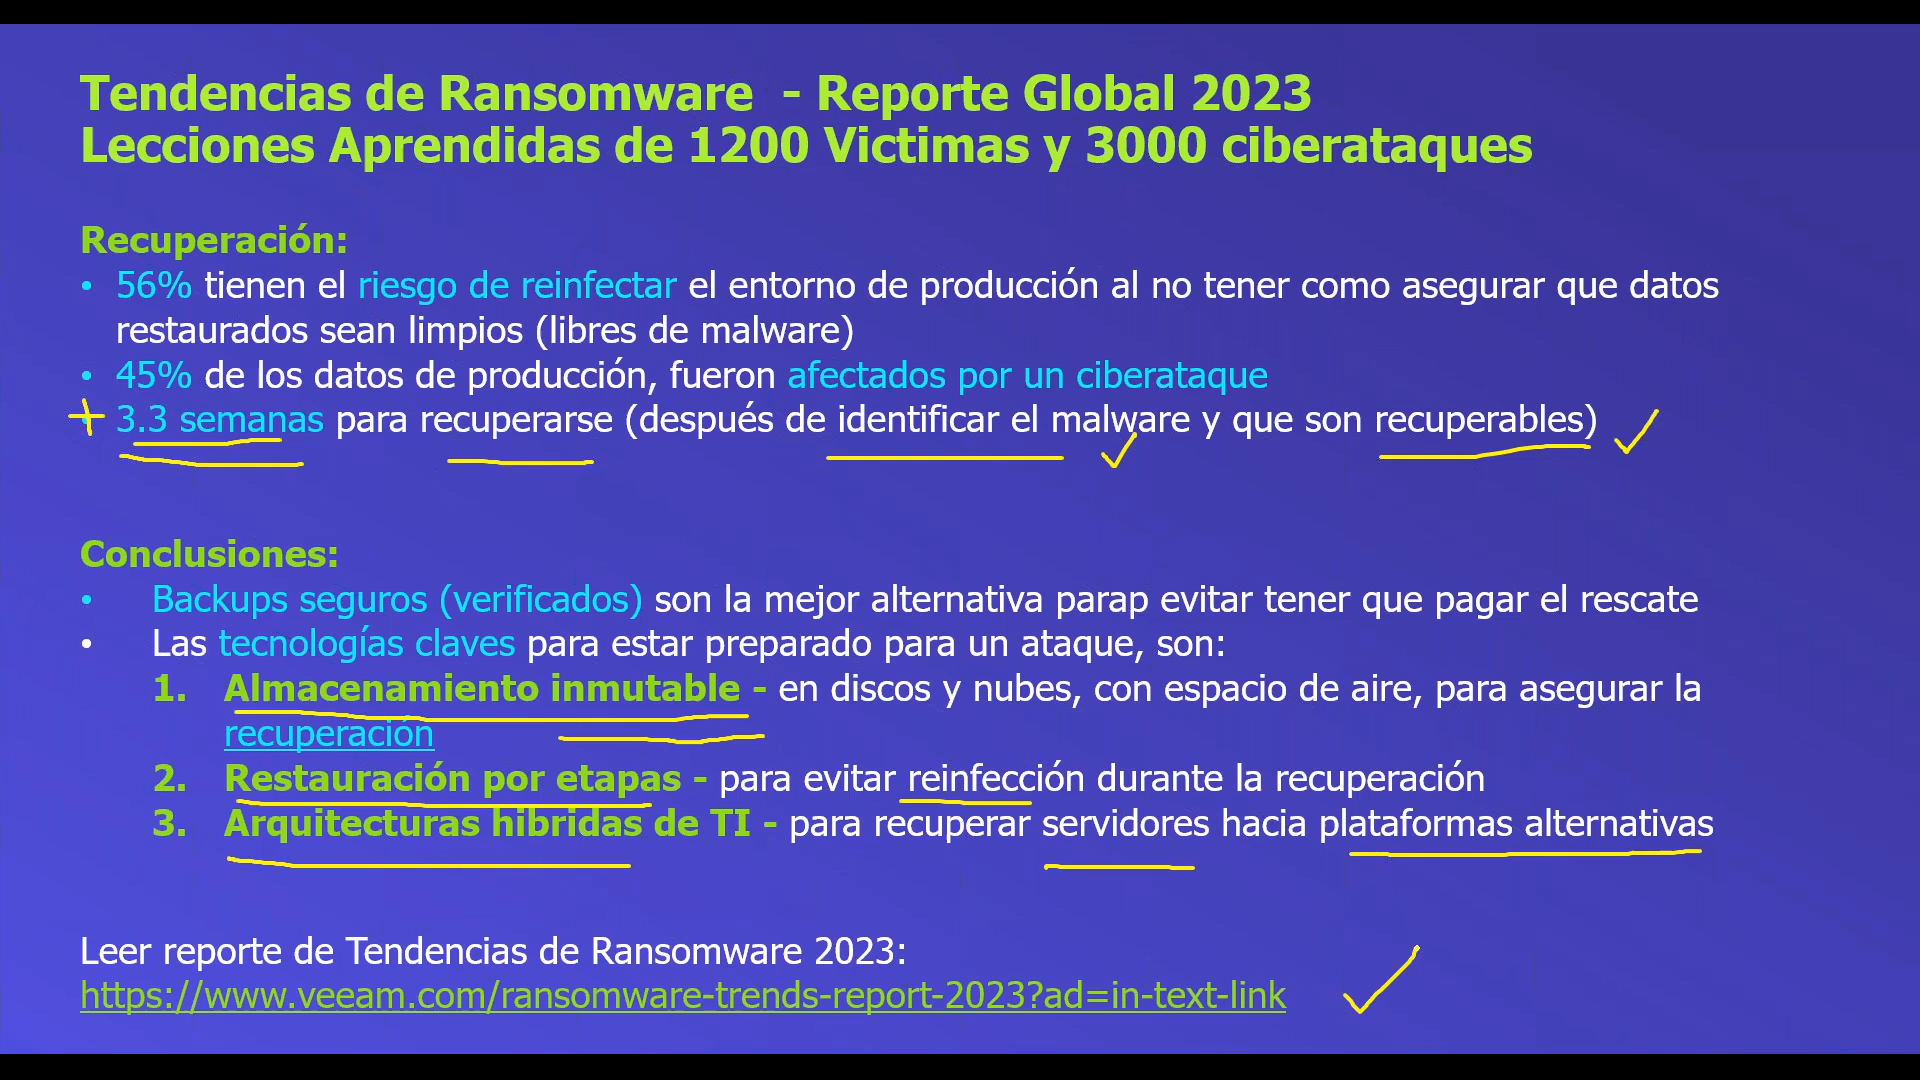 Tendencias de Ransomware - Reporte Global 2023
Lecciones Aprendidas de 1200 Victimas y 3000 ciberataques
Recuperación:
• 56% tienen el riesgo de reinfectar el entorno de producción al no tener como asegurar que datos
restaurados sean limpios (libres de malware)
• 45% de los datos de producción, fueron afectados por un ciberataque
• 3.3 semanas para recuperarse (después de identificar el malware y que son recuperables)
Conclusiones:
• Backups seguros (verificados) son la mejor alternativa parap evitar tener que pagar el rescate
• Las tecnologías claves para estar preparado para un ataque, son:
1. Almacenamiento inmutable - en discos y nubes, con espacio de aire, para asegurar la
recuperación
2. Restauración por etapas - para evitar reinfección durante la recuperación
3. Arquitecturas hibridas de TI - para recuperar servidores hacia plataformas alternativas
Leer reporte de Tendencias de Ransomware 2023:
https://www.veeam.com/ransomware-trends-report-2023?ad=in-text-link